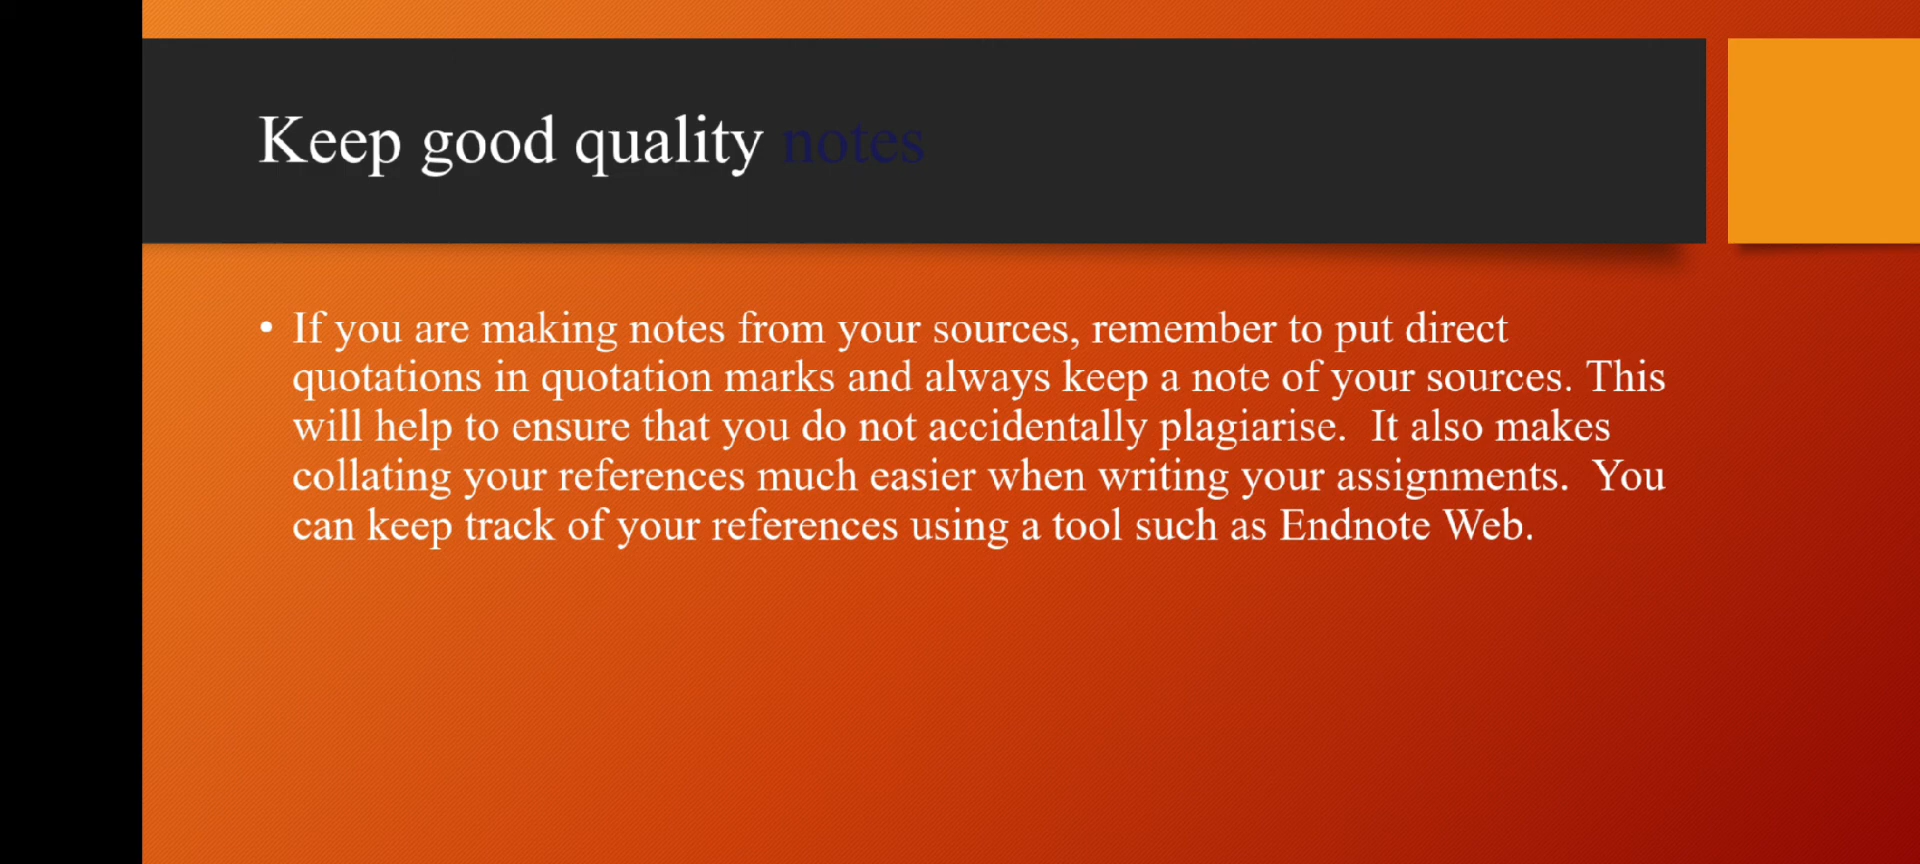 Keep good quality notes
• If you are making notes from your sources, remember to put direct
quotations in quotation marks and always keep a note of your sources. This
will help to ensure that you do not accidentally plagiarise.  It also makes
collating your references much easier when writing your assignments.  You
can keep track of your references using a tool such as Endnote Web.